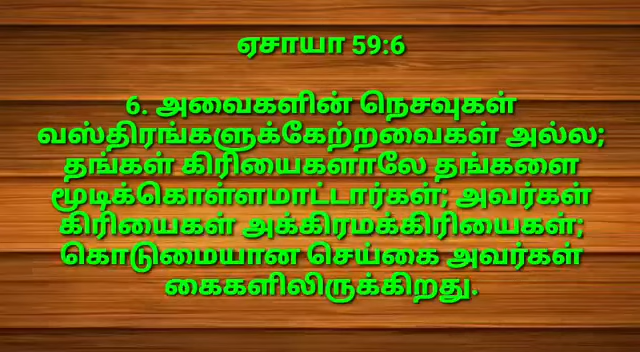 ஏசாயா 59:6
6. அவைகளின் நெசவுகள்
வஸ்திரங்களுக்கேற்றவைகள் அல்ல;
தங்கள் கிரியைகளாலே தங்களை
மூடிக்கொள்ளமாட்டார்கள்; அவர்கள்
கிரியைகள் அக்கிரமக்கிரியைகள்;
கொடுமையான செய்கை அவர்கள்
கைகளிலிருக்கிறது.